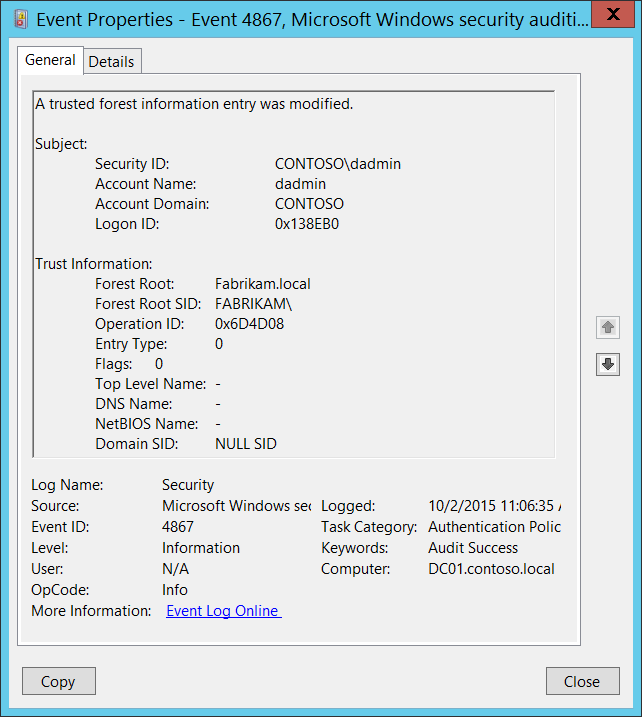 Event Properties - Event 4867, Microsoft Windows security auditi...
General Details
A trusted forest information entry was modified.
Subject:
Security ID: CONTOSO\dadmin
Account Name: dadmin
Account Domain: CONTOSO
Logon ID: 0x138EB0
Trust Information:
Forest Root: Fabrikam.local
Forest Root SID: FABRIKAM\
Operation ID: 0x6D4D08
Entry Type: 0
Flags: 0
Top Level Name: -
DNS Name: -
NetBIOS Name: -
Domain SID: NULL SID
Log Name: Security
Source: Microsoft Windows sec Logged: 10/2/2015 11:06:35 A
Event ID: 4867 Task Category: Authentication Polic
Level: Information Keywords: Audit Success
User: N/A Computer: DC01.contoso.local
OpCode: Info
More Information: Event Log Online
Copy Close